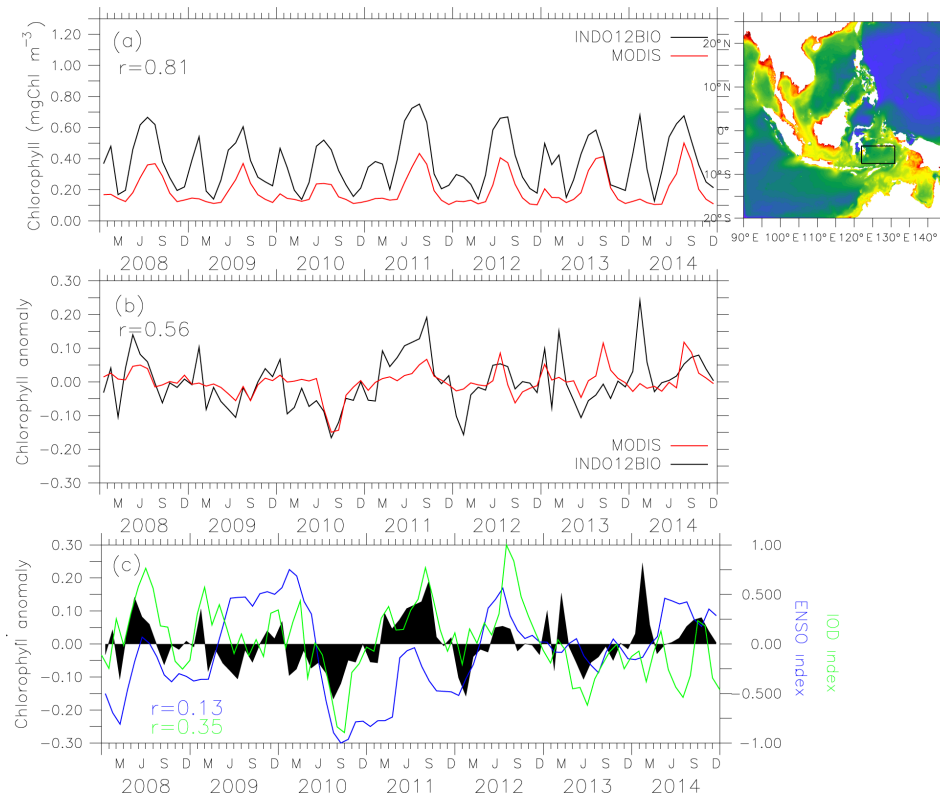 (a)
r=0.81
INDO12BIO
MODIS
Chlorophyll (mgChl m⁻³)
1.20
1.00
0.80
0.60
0.40
0.20
0.00
M J S D M J S D M J S D M J S D M J S D M J S D M J S D
2008 2009 2010 2011 2012 2013 2014
20°N
10°N
0°
10°S
20°S
90°E 100°E 110°E 120°E 130°E 140°
(b)
r=0.56
Chlorophyll anomaly
0.30
0.20
0.10
0.00
-0.10
-0.20
-0.30
MODIS
INDO12BIO
M J S D M J S D M J S D M J S D M J S D M J S D M J S D
2008 2009 2010 2011 2012 2013 2014
(c)
Chlorophyll anomaly
0.30
0.20
0.10
0.00
-0.10
-0.20
-0.30
r=0.13
r=0.35
1.00
0.500
0.00
-0.500
-1.00
ENSO index
IOD index
M J S D M J S D M J S D M J S D M J S D M J S D M J S D
2008 2009 2010 2011 2012 2013 2014